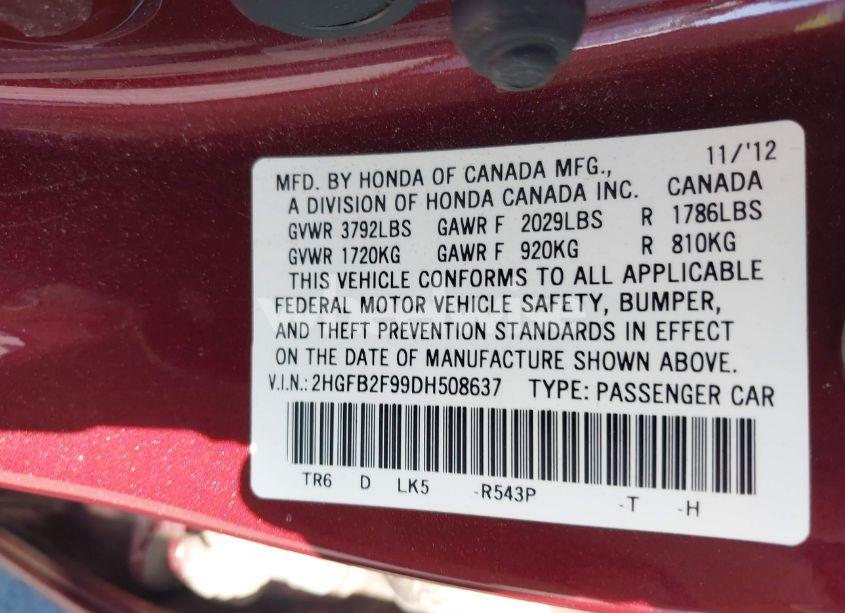 11/'12
MFD. BY HONDA OF CANADA MFG.,
A DIVISION OF HONDA CANADA INC. CANADA
GVWR 3792LBS GAWR F 2029LBS R 1786LBS
GVWR 1720KG GAWR F 920KG R 810KG
THIS VEHICLE CONFORMS TO ALL APPLICABLE
FEDERAL MOTOR VEHICLE SAFETY, BUMPER,
AND THEFT PREVENTION STANDARDS IN EFFECT
ON THE DATE OF MANUFACTURE SHOWN ABOVE.
V.I.N.: 2HGFB2F99DH508637 TYPE: PASSENGER CAR
TR6 D LK5 -R543P -T -H